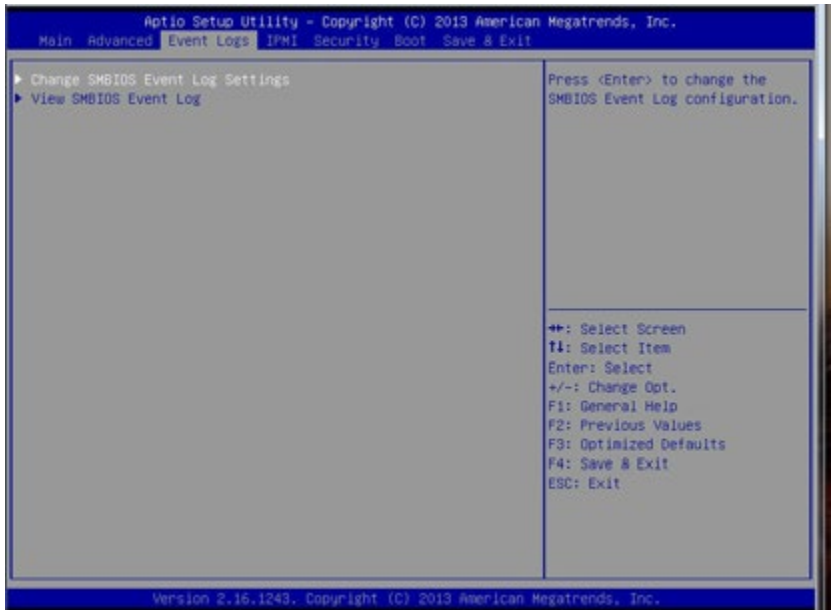 Aptio Setup Utility – Copyright (C) 2013 American Megatrends, Inc.
Main Advanced Event Logs IPMI Security Boot Save & Exit
▶ Change SMBIOS Event Log Settings
▶ View SMBIOS Event Log
Press <Enter> to change the
SMBIOS Event Log configuration.
→←: Select Screen
↑↓: Select Item
Enter: Select
+/-: Change Opt.
F1: General Help
F2: Previous Values
F3: Optimized Defaults
F4: Save & Exit
ESC: Exit
Version 2.16.1243. Copyright (C) 2013 American Megatrends, Inc.